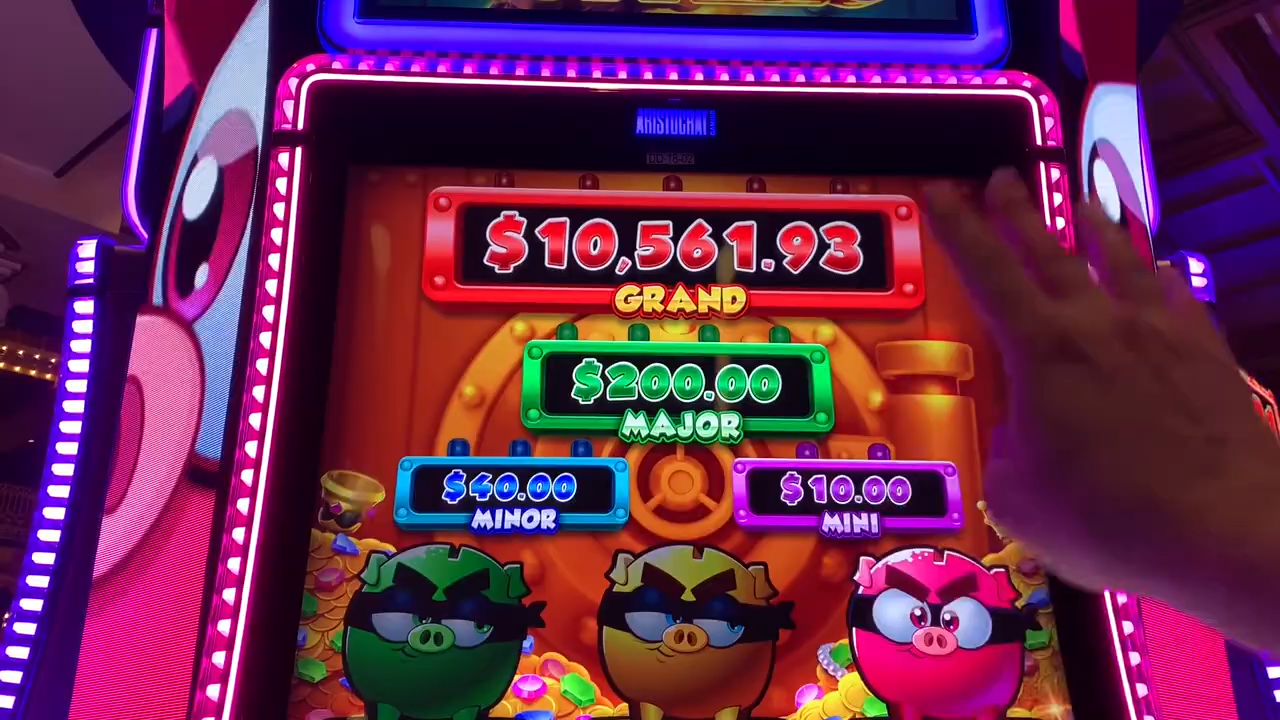 ARISTOCRAT
$10,561.93
GRAND
$200.00
MAJOR
$40.00
MINOR
$10.00
MINI